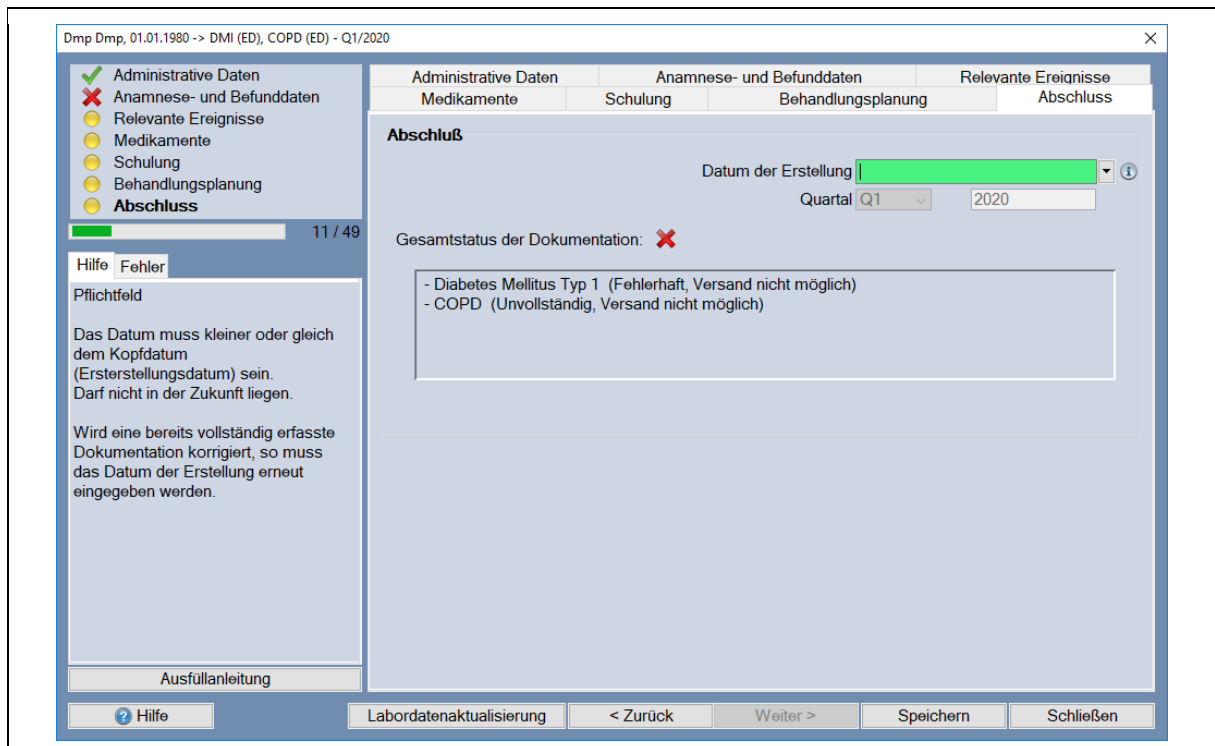 Dmp Dmp, 01.01.1980 -> DMI (ED), COPD (ED) - Q1/2020
Administrative Daten
Anamnese- und Befunddaten
Relevante Ereignisse
Medikamente
Schulung
Behandlungsplanung
Abschluss
11 / 49
Hilfe Fehler
Pflichtfeld
Das Datum muss kleiner oder gleich
dem Kopfdatum
(Ersterstellungsdatum) sein.
Darf nicht in der Zukunft liegen.
Wird eine bereits vollständig erfasste
Dokumentation korrigiert, so muss
das Datum der Erstellung erneut
eingegeben werden.
Ausfüllanleitung
Administrative Daten Anamnese- und Befunddaten Relevante Ereignisse
Medikamente Schulung Behandlungsplanung Abschluss
Abschluß
Datum der Erstellung
Quartal Q1 2020
Gesamtstatus der Dokumentation:
- Diabetes Mellitus Typ 1 (Fehlerhaft, Versand nicht möglich)
- COPD (Unvollständig, Versand nicht möglich)
Hilfe Labordatenaktualisierung < Zurück Weiter > Speichern Schließen